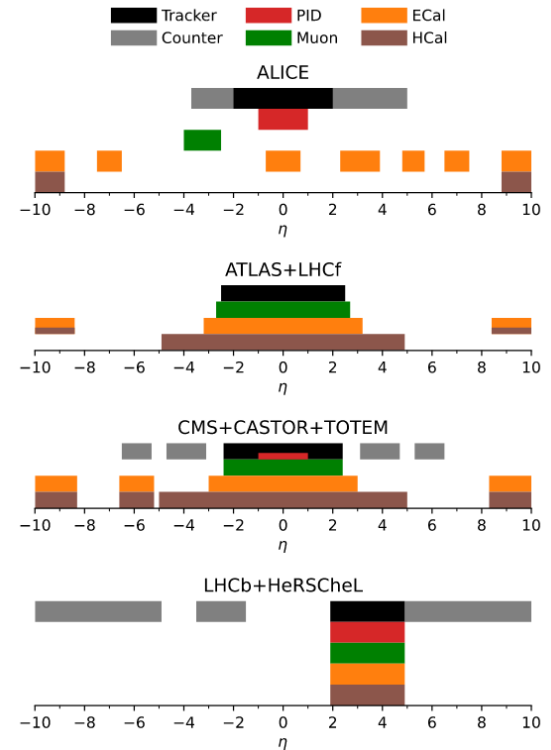 Tracker PID ECal
Counter Muon HCal
ALICE
−10 −8 −6 −4 −2 0 2 4 6 8 10
η
ATLAS+LHCf
−10 −8 −6 −4 −2 0 2 4 6 8 10
η
CMS+CASTOR+TOTEM
−10 −8 −6 −4 −2 0 2 4 6 8 10
η
LHCb+HeRSCheL
−10 −8 −6 −4 −2 0 2 4 6 8 10
η